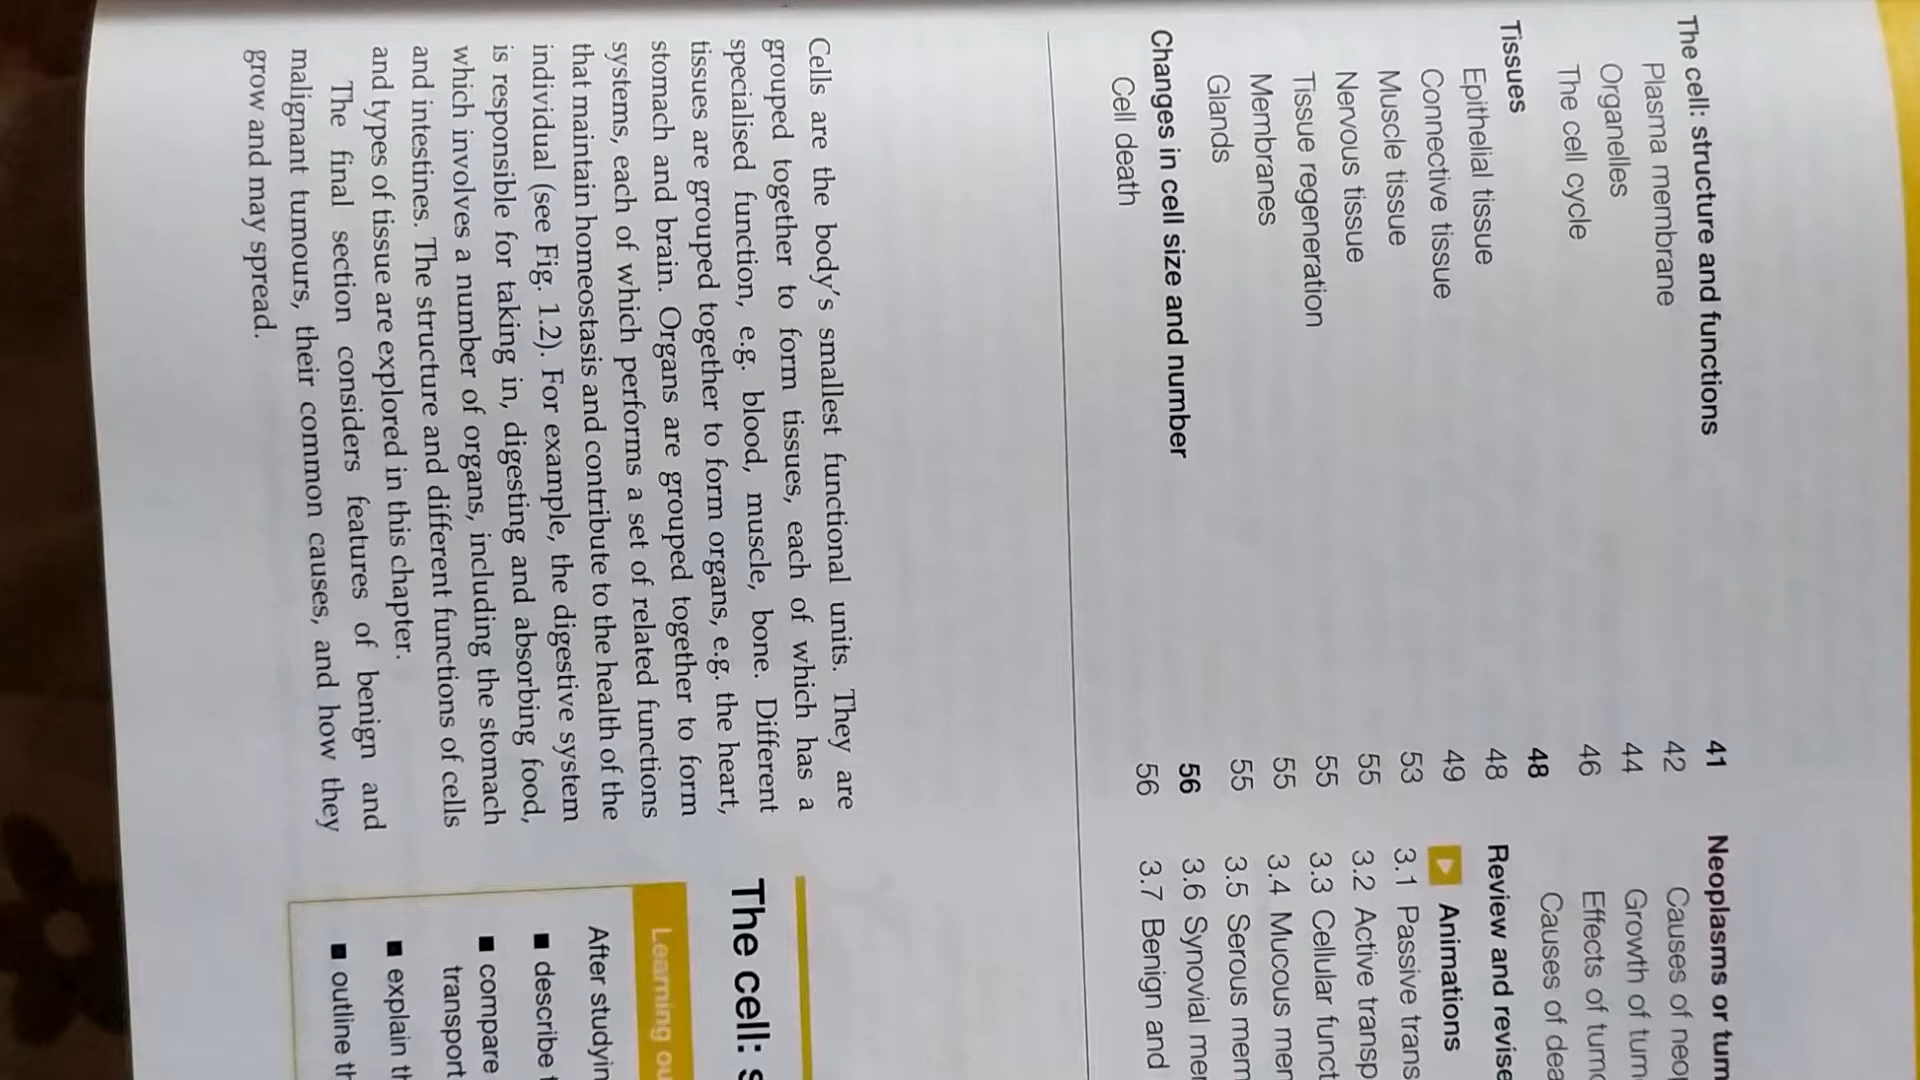 The cell: structure and functions 41
Plasma membrane 42
Organelles 44
The cell cycle 46
Tissues 48
Epithelial tissue 48
Connective tissue 49
Muscle tissue 53
Nervous tissue 55
Tissue regeneration 55
Membranes 55
Glands 55
Changes in cell size and number 56
Cell death 56
Neoplasms or tum
Causes of neop
Growth of tum
Effects of tumo
Causes of dea
Review and revise
Animations
3.1 Passive trans
3.2 Active transp
3.3 Cellular funct
3.4 Mucous mem
3.5 Serous mem
3.6 Synovial mem
3.7 Benign and
Cells are the body's smallest functional units. They are
grouped together to form tissues, each of which has a
specialised function, e.g. blood, muscle, bone. Different
tissues are grouped together to form organs, e.g. the heart,
stomach and brain. Organs are grouped together to form
systems, each of which performs a set of related functions
that maintain homeostasis and contribute to the health of the
individual (see Fig. 1.2). For example, the digestive system
is responsible for taking in, digesting and absorbing food,
which involves a number of organs, including the stomach
and intestines. The structure and different functions of cells
and types of tissue are explored in this chapter.
The final section considers features of benign and
malignant tumours, their common causes, and how they
grow and may spread.
The cell: s
Learning ou
After studyin
■ describe t
■ compare
transport
■ explain th
■ outline th